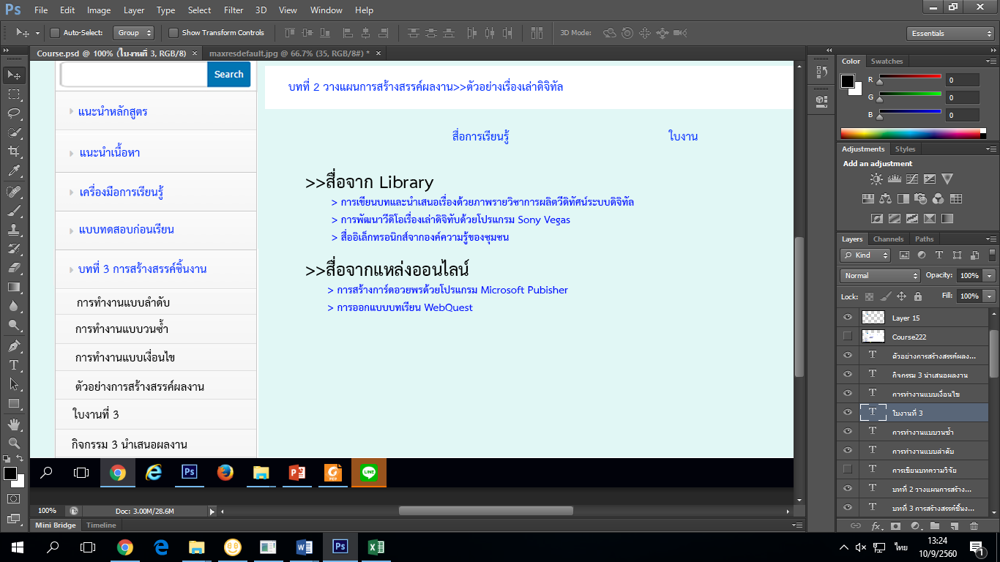 Ps File Edit Image Layer Type Select Filter 3D View Window Help
Auto-Select: Group Show Transform Controls 3D Mode: Essentials
Course.psd @ 100% (ใบงานที่ 3, RGB/8) × maxresdefault.jpg @ 66.7% (35, RGB/8#) * ×
Search
แนะนำหลักสูตร
แนะนำเนื้อหา
เครื่องมือการเรียนรู้
แบบทดสอบก่อนเรียน
บทที่ 3 การสร้างสรรค์ชิ้นงาน
การทำงานแบบลำดับ
การทำงานแบบวนซ้ำ
การทำงานแบบเงื่อนไข
ตัวอย่างการสร้างสรรค์ผลงาน
ใบงานที่ 3
กิจกรรม 3 นำเสนอผลงาน
บทที่ 2 วางแผนการสร้างสรรค์ผลงาน>>ตัวอย่างเรื่องเล่าดิจิทัล
สื่อการเรียนรู้ ใบงาน
>>สื่อจาก Library
> การเขียนบทและนำเสนอเรื่องด้วยภาพรายวิชาการผลิตวีดิทัศน์ระบบดิจิทัล
> การพัฒนาวีดิโอเรื่องเล่าดิจิทับด้วยโปรแกรม Sony Vegas
> สื่ออิเล็กทรอนิกส์จากองค์ความรู้ของชุมชน
>>สื่อจากแหล่งออนไลน์
> การสร้างการ์ดอวยพรด้วยโปรแกรม Microsoft Pubisher
> การออกแบบบทเรียน WebQuest
Ps
PDF
LINE
100% Doc: 3.00M/28.6M
Mini Bridge Timeline
Color Swatches
R 0
G 0
B 0
Adjustments Styles
Add an adjustment
Layers Channels Paths
Kind
Normal Opacity: 100%
Lock: Fill: 100%
Layer 15
Course222
ตัวอย่างการสร้างสรรค์ผลง...
กิจกรรม 3 นำเสนอผลงาน
การทำงานแบบเงื่อนไข
ใบงานที่ 3
การทำงานแบบวนซ้ำ
การทำงานแบบลำดับ
การเขียนบทความวิจัย
บทที่ 2 วางแผนการสร้าง...
บทที่ 3 การสร้างสรรค์ชิ้นง...
fx
Ps
ไทย
13:24
10/9/2560
1